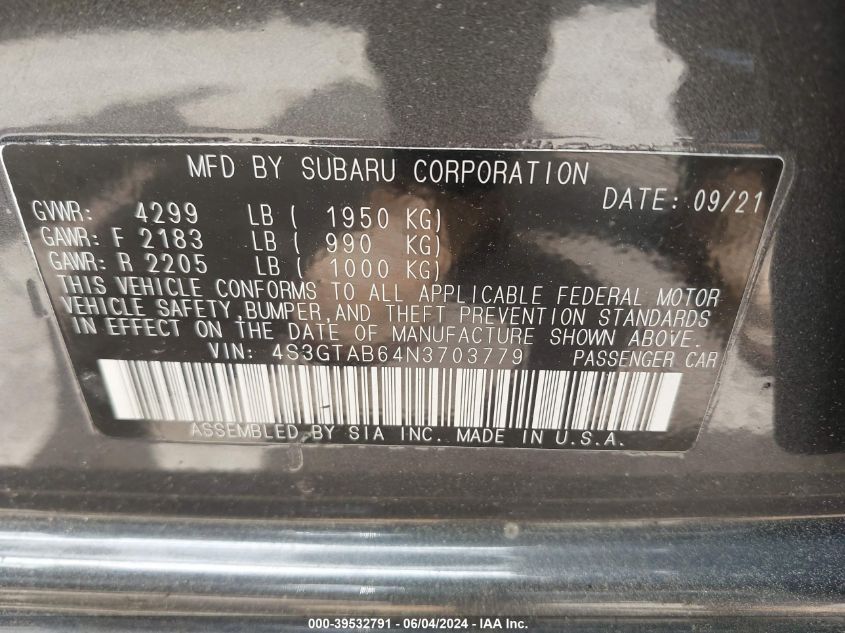 MFD BY SUBARU CORPORATION
DATE: 09/21
GVWR: 4299 LB ( 1950 KG)
GAWR: F 2183 LB ( 990 KG)
GAWR: R 2205 LB ( 1000 KG)
THIS VEHICLE CONFORMS TO ALL APPLICABLE FEDERAL MOTOR
VEHICLE SAFETY, BUMPER, AND THEFT PREVENTION STANDARDS
IN EFFECT ON THE DATE OF MANUFACTURE SHOWN ABOVE.
VIN: 4S3GTAB64N3703779 PASSENGER CAR
ASSEMBLED BY SIA INC. MADE IN U.S.A.
000-39532791 - 06/04/2024 - IAA Inc.